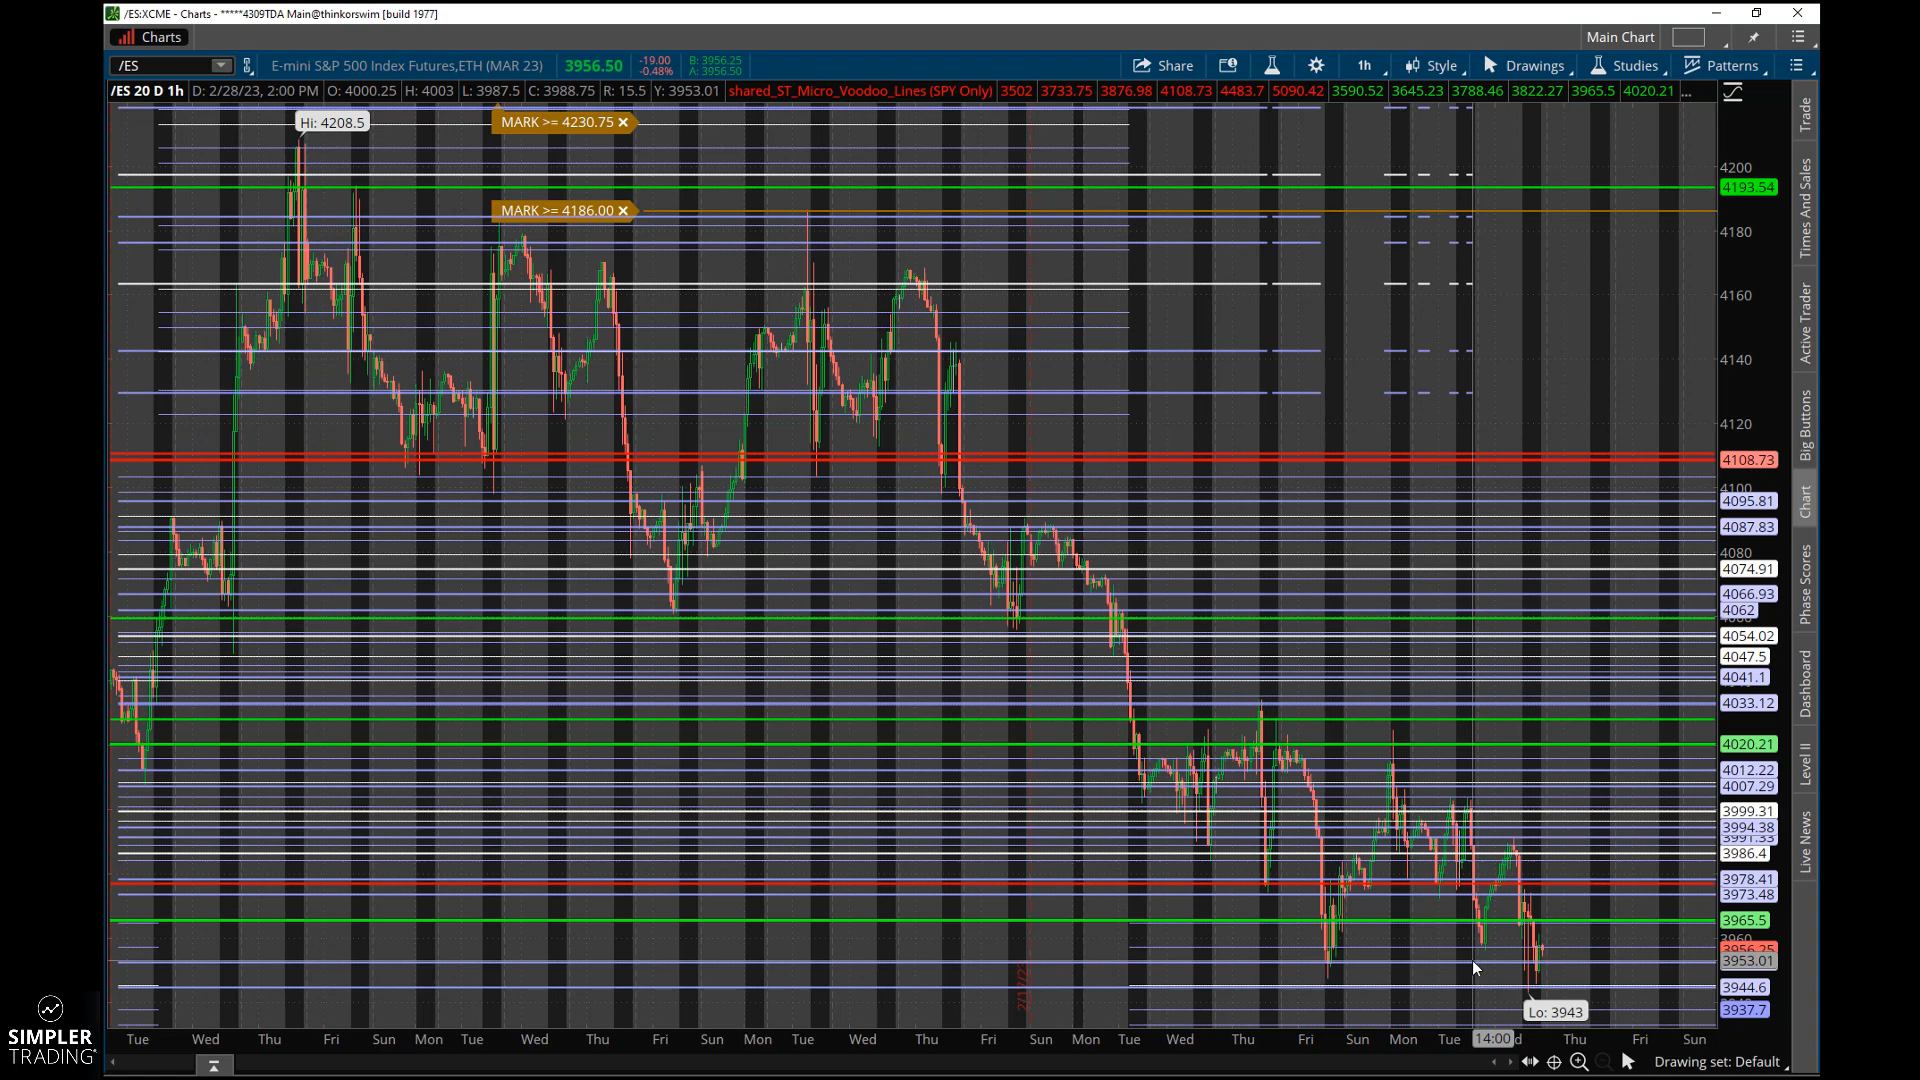 /ES:XCME - Charts - *****4309TDA Main@thinkorswim [build 1977]
Charts
Main Chart
/ES
E-mini S&P 500 Index Futures,ETH (MAR 23)
3956.50
-19.00
-0.48%
B: 3956.25
A: 3956.50
Share
1h
Style
Drawings
Studies
Patterns
/ES 20 D 1h
D: 2/28/23, 2:00 PM
O: 4000.25
H: 4003
L: 3987.5
C: 3988.75
R: 15.5
Y: 3953.01
shared_ST_Micro_Voodoo_Lines (SPY Only)
3502
3733.75
3876.98
4108.73
4483.7
5090.42
3590.52
3645.23
3788.46
3822.27
3965.5
4020.21
...
Hi: 4208.5
MARK >= 4230.75
MARK >= 4186.00
4200
4193.54
4180
4160
4140
4120
4108.73
4100
4095.81
4087.83
4080
4074.91
4066.93
4062
4054.02
4047.5
4041.1
4033.12
4020.21
4012.22
4007.29
3999.31
3994.38
3991.33
3986.4
3978.41
3973.48
3965.5
3960
3956.25
3953.01
3944.6
3937.7
Lo: 3943
Trade
Times And Sales
Active Trader
Big Buttons
Chart
Phase Scores
Dashboard
Level II
Live News
Tue Wed Thu Fri Sun Mon Tue Wed Thu Fri Sun Mon Tue Wed Thu Fri Sun Mon Tue Wed Thu Fri Sun Mon Tue 14:00 d Thu Fri Sun
Drawing set: Default
SIMPLER
TRADING